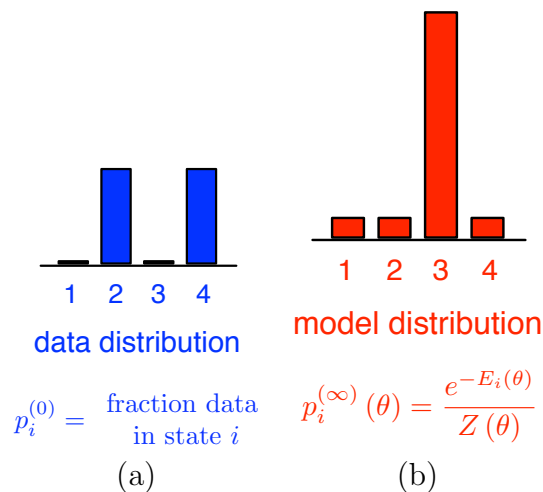 1 2 3 4
data distribution
p_i^{(0)} = fraction data in state i
(a)
1 2 3 4
model distribution
p_i^{(∞)} (θ) = \frac{e^{-E_i(θ)}}{Z (θ)}
(b)